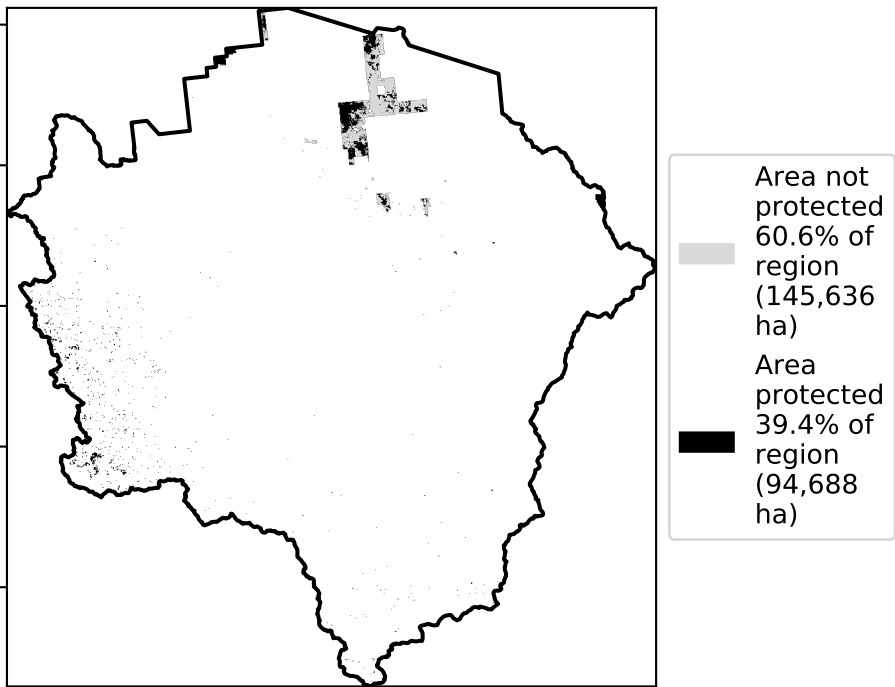 Area not
protected
60.6% of
region
(145,636
ha)
Area
protected
39.4% of
region
(94,688
ha)